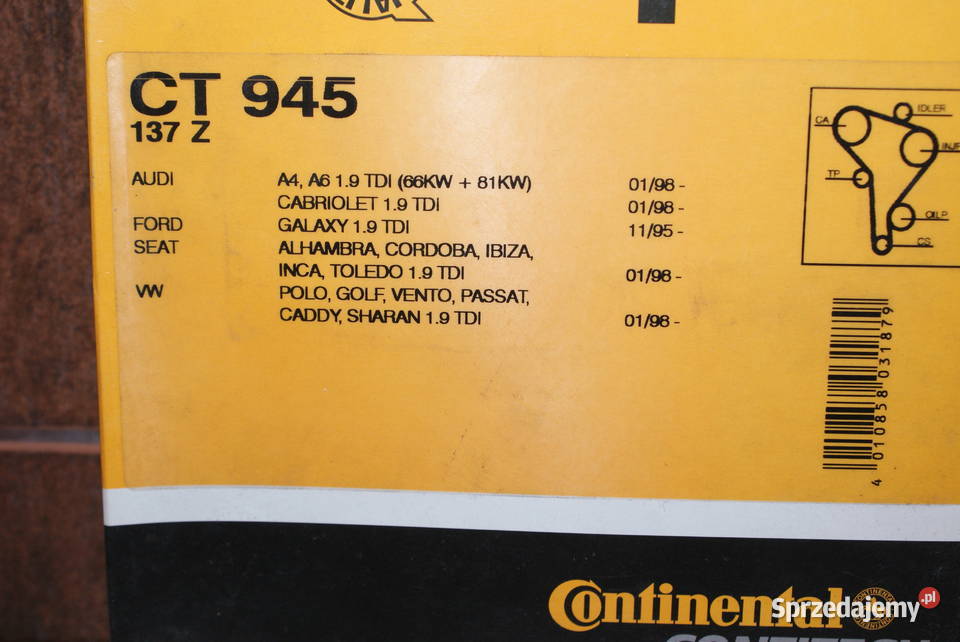 CT 945
137 Z
AUDI A4, A6 1.9 TDI (66KW + 81KW) 01/98 -
CABRIOLET 1.9 TDI 01/98 -
FORD GALAXY 1.9 TDI 11/95 -
SEAT ALHAMBRA, CORDOBA, IBIZA,
INCA, TOLEDO 1.9 TDI 01/98 -
VW POLO, GOLF, VENTO, PASSAT,
CADDY, SHARAN 1.9 TDI 01/98 -
IDLER
CA
INJ
TP
OILP
CS
4 010858 031879
Continental
Sprzedajemy.pl